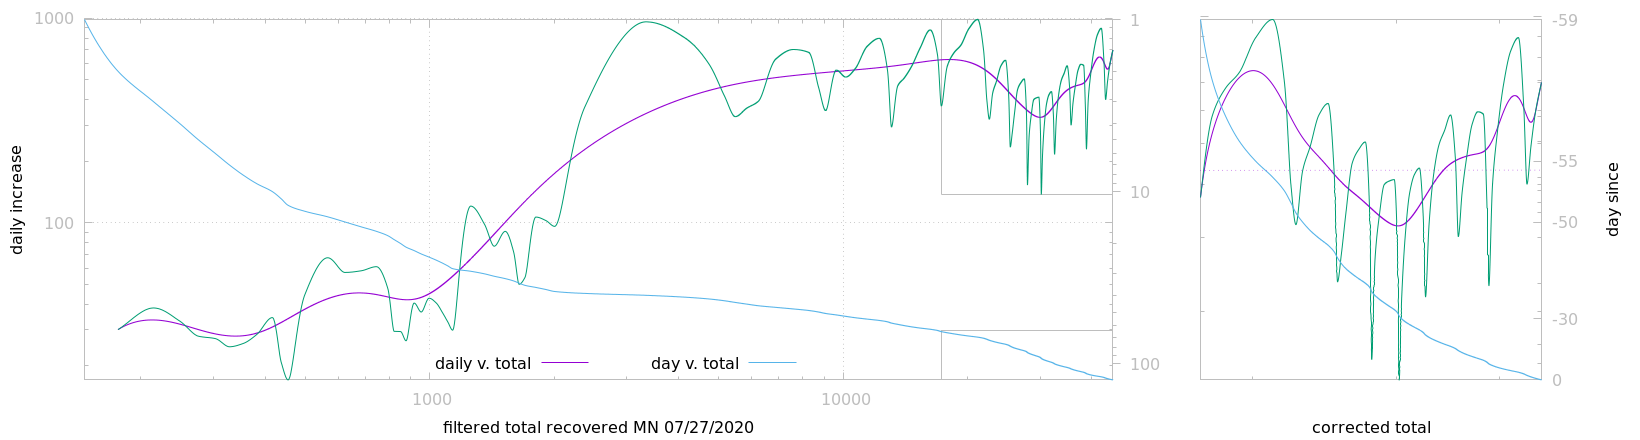 1000
300
100
daily increase
1
10
100
daily v. total
day v. total
1000
10000
filtered total recovered MN 07/27/2020
-59
-55
-50
-30
0
day since
corrected total